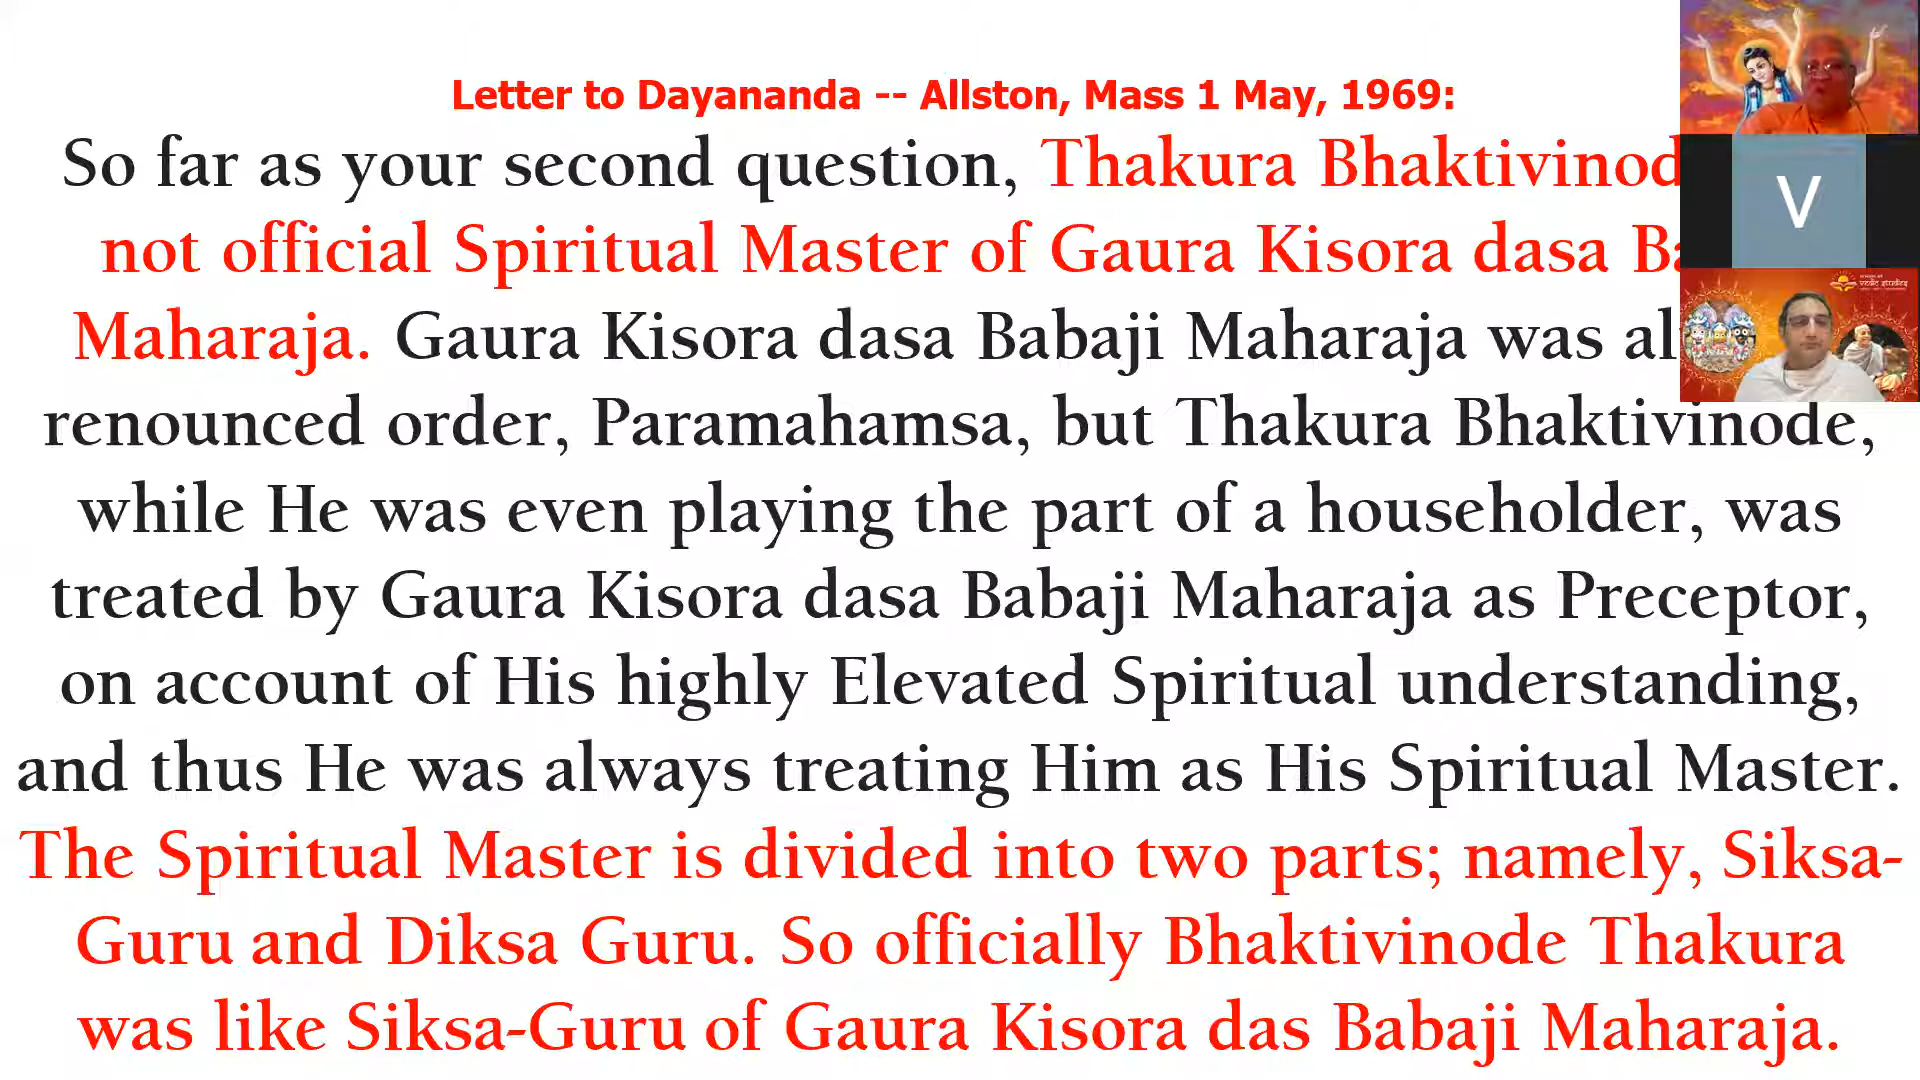 Letter to Dayananda -- Allston, Mass 1 May, 1969:
So far as your second question, Thakura Bhaktivinod
not official Spiritual Master of Gaura Kisora dasa Ba
Maharaja. Gaura Kisora dasa Babaji Maharaja was al
renounced order, Paramahamsa, but Thakura Bhaktivinode,
while He was even playing the part of a householder, was
treated by Gaura Kisora dasa Babaji Maharaja as Preceptor,
on account of His highly Elevated Spiritual understanding,
and thus He was always treating Him as His Spiritual Master.
The Spiritual Master is divided into two parts; namely, Siksa-
Guru and Diksa Guru. So officially Bhaktivinode Thakura
was like Siksa-Guru of Gaura Kisora das Babaji Maharaja.
V
vedic studies